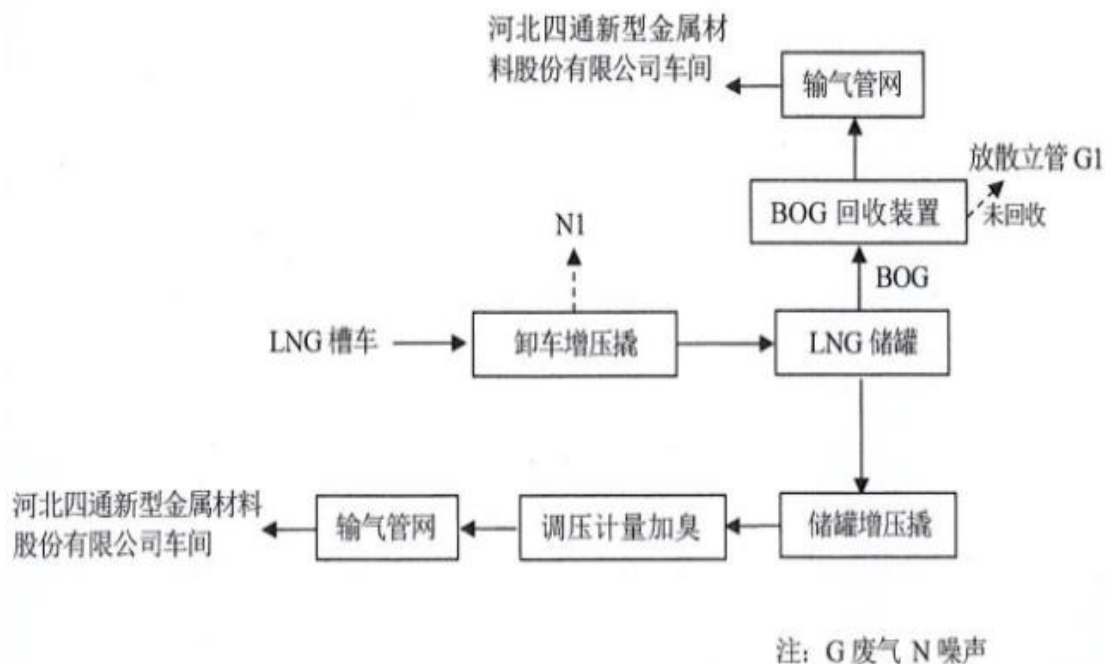 河北四通新型金属材
料股份有限公司车间
输气管网
放散立管 G1
BOG 回收装置
未回收
N1
BOG
LNG 槽车
卸车增压撬
LNG 储罐
河北四通新型金属材料
股份有限公司车间
输气管网
调压计量加臭
储罐增压撬
注：G 废气 N 噪声